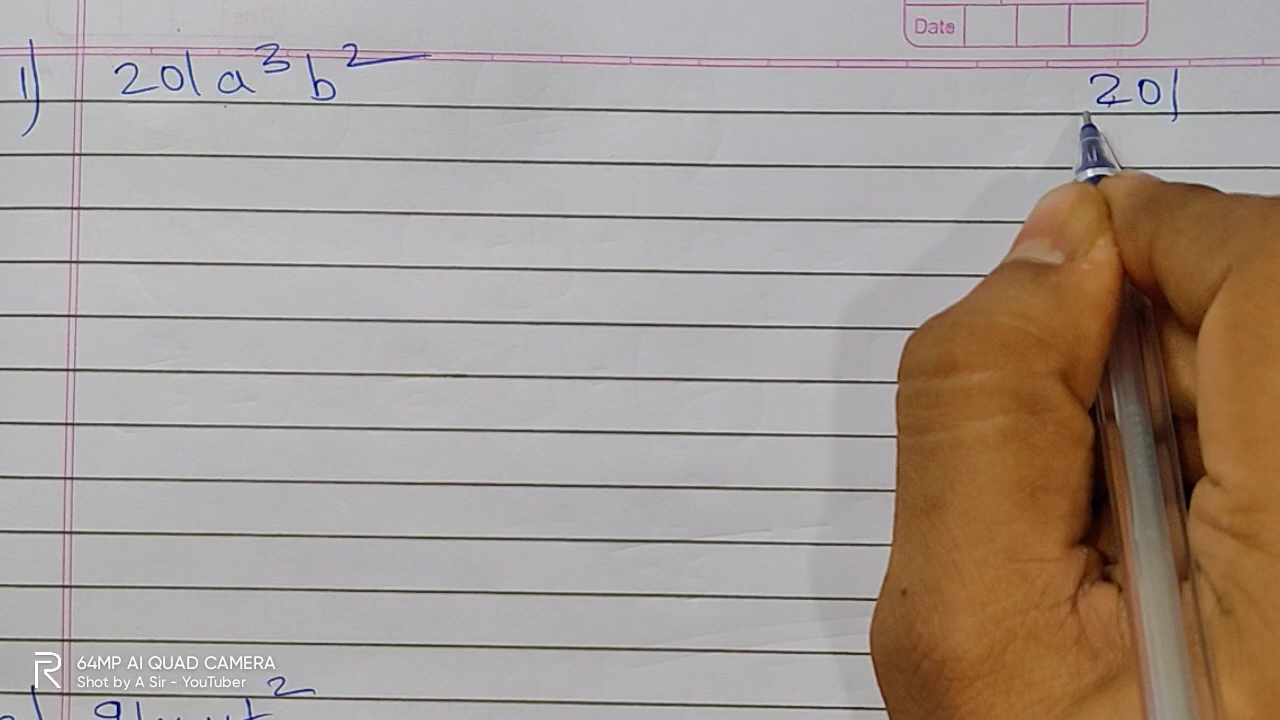 Date
1) 201a³b² 201
64MP AI QUAD CAMERA
Shot by A Sir - YouTuber